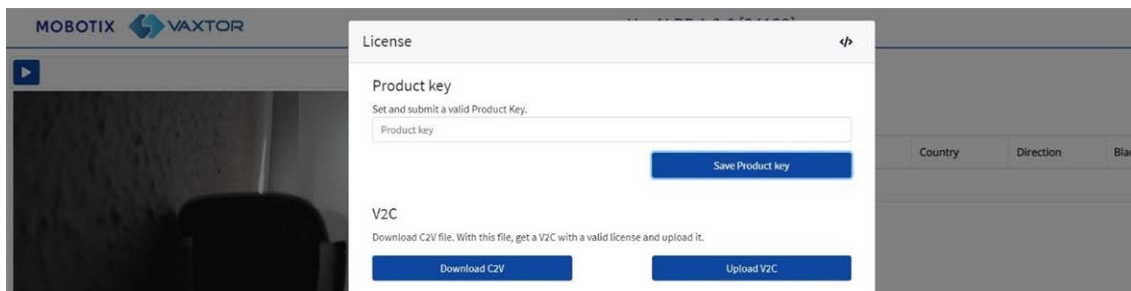 MOBOTIX VAXTOR
License
</>
Product key
Set and submit a valid Product Key.
Product key
Save Product key
Country Direction
V2C
Download C2V file. With this file, get a V2C with a valid license and upload it.
Download C2V Upload V2C